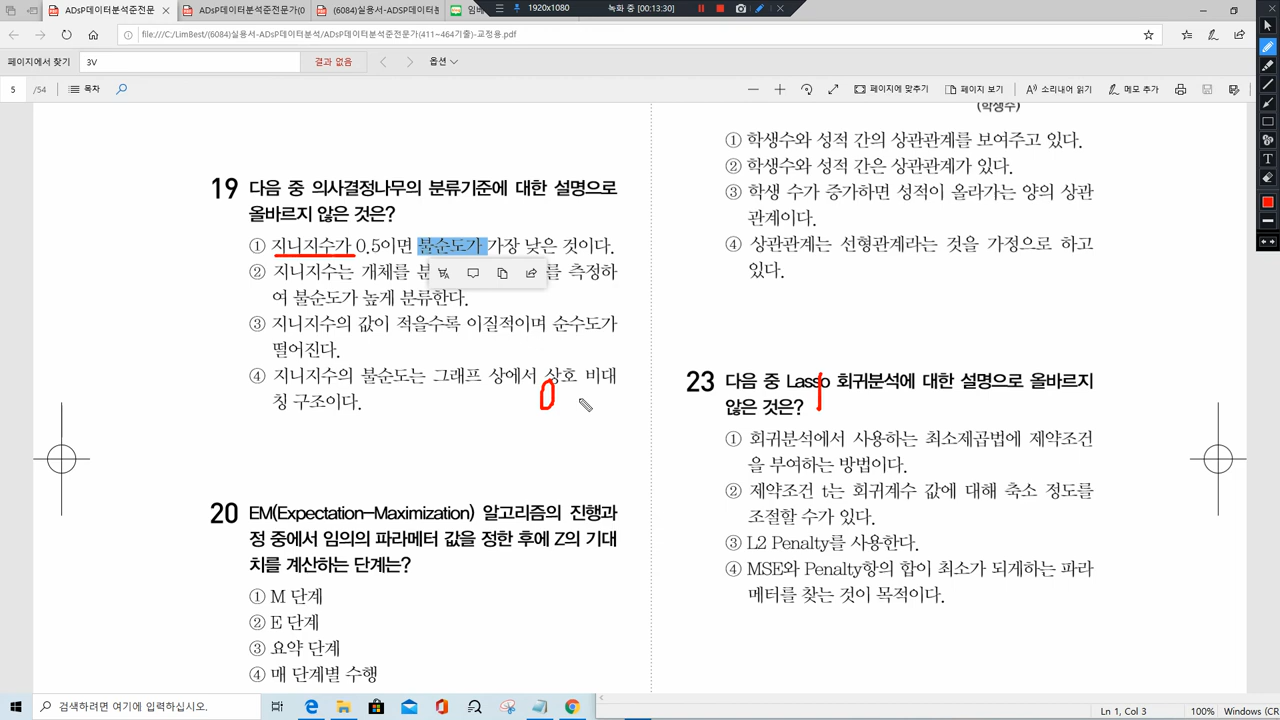 ADsP데이터분석준전문
ADsP데이터분석준전문가(0
(6084)실용서-ADsP데이터분
임베
1920x1080
녹화 중 [00:13:30]
file:///C:/LimBest/(6084)실용서-ADsP데이터분석/ADsP데이터분석준전문가(411~464기출)-교정용.pdf
페이지에서 찾기
3V
결과 없음
옵션
5
/54
목차
페이지에 맞추기
페이지 보기
소리내어 읽기
메모 추가
19 다음 중 의사결정나무의 분류기준에 대한 설명으로
올바르지 않은 것은?
① 지니지수가 0.5이면 불순도가 가장 낮은 것이다.
② 지니지수는 개체를 를 측정하
여 불순도가 높게 분류한다.
③ 지니지수의 값이 적을수록 이질적이며 순수도가
떨어진다.
④ 지니지수의 불순도는 그래프 상에서 상호 비대
칭 구조이다.
0
20 EM(Expectation-Maximization) 알고리즘의 진행과
정 중에서 임의의 파라메터 값을 정한 후에 Z의 기대
치를 계산하는 단계는?
① M 단계
② E 단계
③ 요약 단계
④ 매 단계별 수행
(학생수)
① 학생수와 성적 간의 상관관계를 보여주고 있다.
② 학생수와 성적 간은 상관관계가 있다.
③ 학생 수가 증가하면 성적이 올라가는 양의 상관
관계이다.
④ 상관관계는 선형관계라는 것을 가정으로 하고
있다.
23 다음 중 Lasso 회귀분석에 대한 설명으로 올바르지
않은 것은?
① 회귀분석에서 사용하는 최소제곱법에 제약조건
을 부여하는 방법이다.
② 제약조건 t는 회귀계수 값에 대해 축소 정도를
조절할 수가 있다.
③ L2 Penalty를 사용한다.
④ MSE와 Penalty항의 합이 최소가 되게하는 파라
메터를 찾는 것이 목적이다.
검색하려면 여기에 입력하십시오.
Ln 1, Col 3
100%
Windows (CR